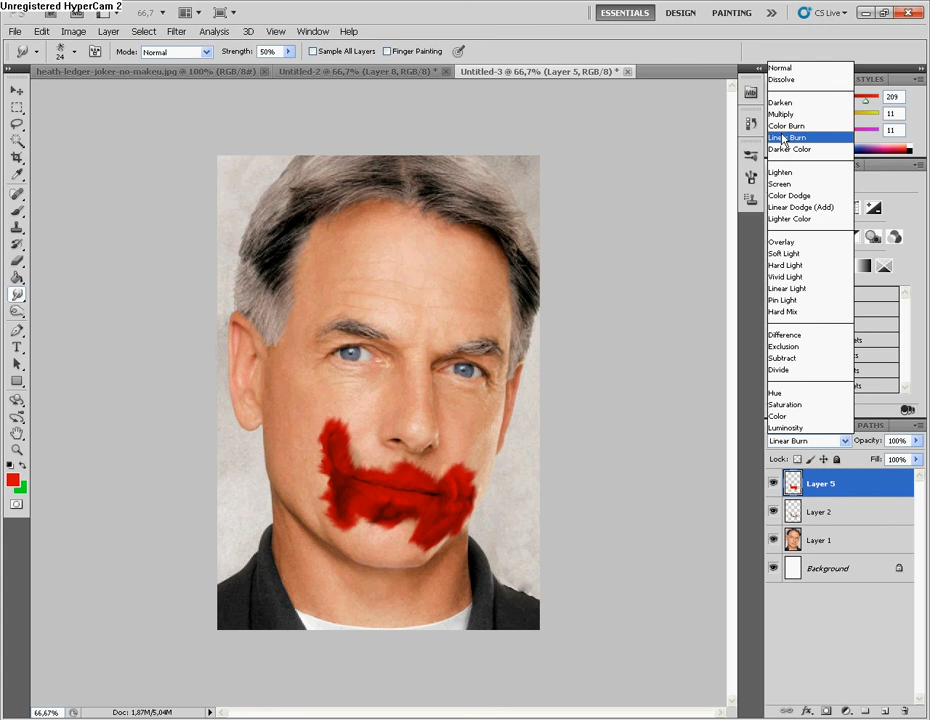 Unregistered HyperCam 2
66,7
ESSENTIALS DESIGN PAINTING CS Live
File Edit Image Layer Select Filter Analysis 3D View Window Help
24 Mode: Normal Strength: 50% Sample All Layers Finger Painting
heath-ledger-joker-no-makeu.jpg @ 100% (RGB/8#) Untitled-2 @ 66,7% (Layer 8, RGB/8) * Untitled-3 @ 66,7% (Layer 5, RGB/8) *
Normal
Dissolve
Darken
Multiply
Color Burn
Linear Burn
Darker Color
Lighten
Screen
Color Dodge
Linear Dodge (Add)
Lighter Color
Overlay
Soft Light
Hard Light
Vivid Light
Linear Light
Pin Light
Hard Mix
Difference
Exclusion
Subtract
Divide
Hue
Saturation
Color
Luminosity
STYLES
209
11
11
ets
ets
ets
PATHS
Linear Burn Opacity: 100%
Lock: Fill: 100%
Layer 5
Layer 2
Layer 1
Background
66,67% Doc: 1,87M/5,04M